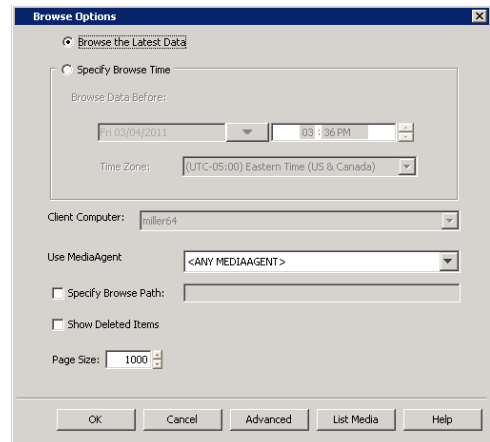 Browse Options
Browse the Latest Data
Specify Browse Time
Browse Data Before:
Fri 03/04/2011 03 : 36 PM
Time Zone: (UTC-05:00) Eastern Time (US & Canada)
Client Computer: miller64
Use MediaAgent <ANY MEDIAAGENT>
Specify Browse Path:
Show Deleted Items
Page Size: 1000
OK Cancel Advanced List Media Help